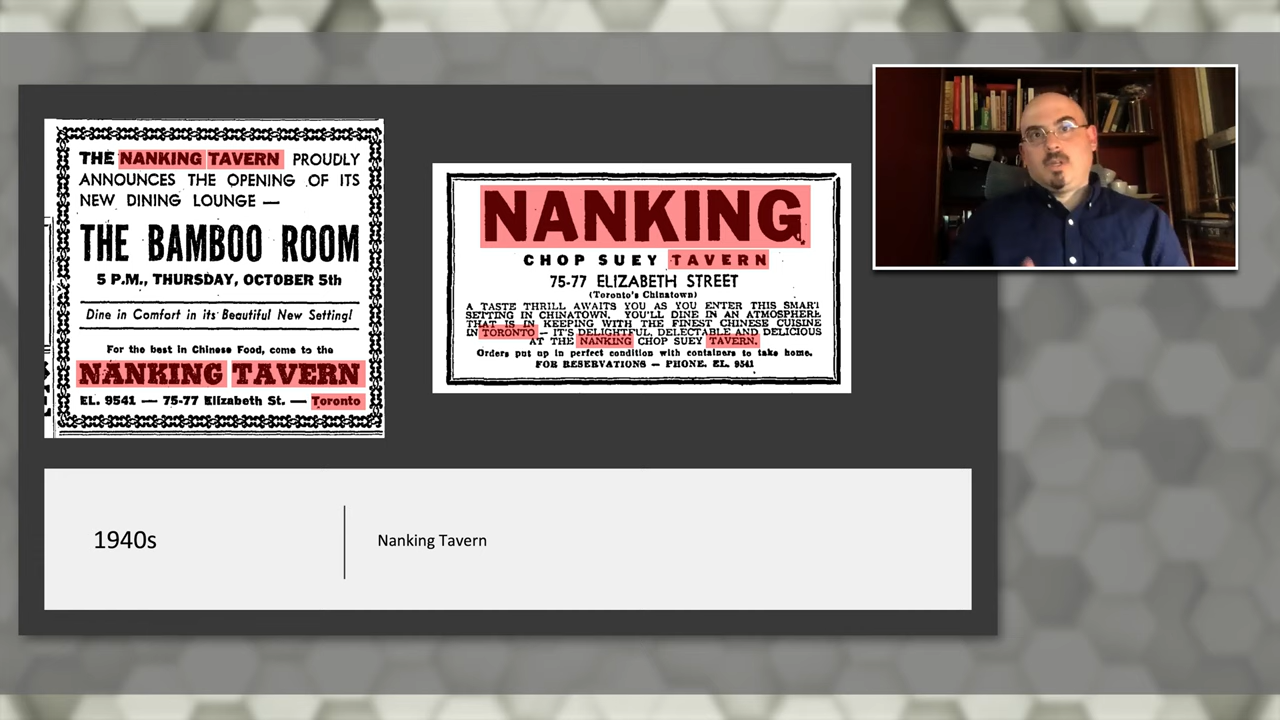 THE NANKING TAVERN PROUDLY
ANNOUNCES THE OPENING OF ITS
NEW DINING LOUNGE —
THE BAMBOO ROOM
5 P.M., THURSDAY, OCTOBER 5th
Dine in Comfort in its Beautiful New Setting!
For the best in Chinese Food, come to the
NANKING TAVERN
EL. 9541 — 75-77 Elizabeth St. — Toronto
NANKING
CHOP SUEY TAVERN
75-77 ELIZABETH STREET
(Toronto's Chinatown)
A TASTE THRILL AWAITS YOU AS YOU ENTER THIS SMART
SETTING IN CHINATOWN. YOU'LL DINE IN AN ATMOSPHERE
THAT IS IN KEEPING WITH THE FINEST CHINESE CUISINE
IN TORONTO — IT'S DELIGHTFUL, DELECTABLE AND DELICIOUS
AT THE NANKING CHOP SUEY TAVERN.
Orders put up in perfect condition with containers to take home.
FOR RESERVATIONS — PHONE. EL. 9541
1940s
Nanking Tavern